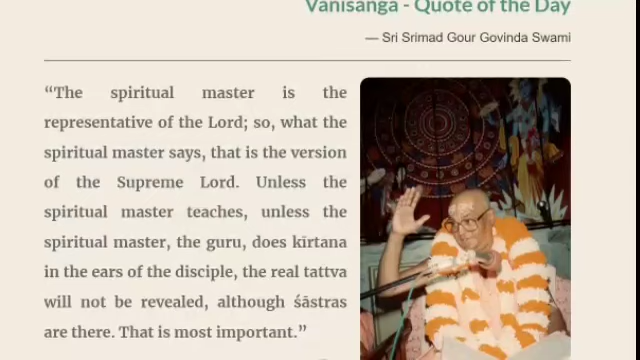 Vanisanga - Quote of the Day
— Sri Srimad Gour Govinda Swami
“The spiritual master is the
representative of the Lord; so, what the
spiritual master says, that is the version
of the Supreme Lord. Unless the
spiritual master teaches, unless the
spiritual master, the guru, does kīrtana
in the ears of the disciple, the real tattva
will not be revealed, although śāstras
are there. That is most important.”